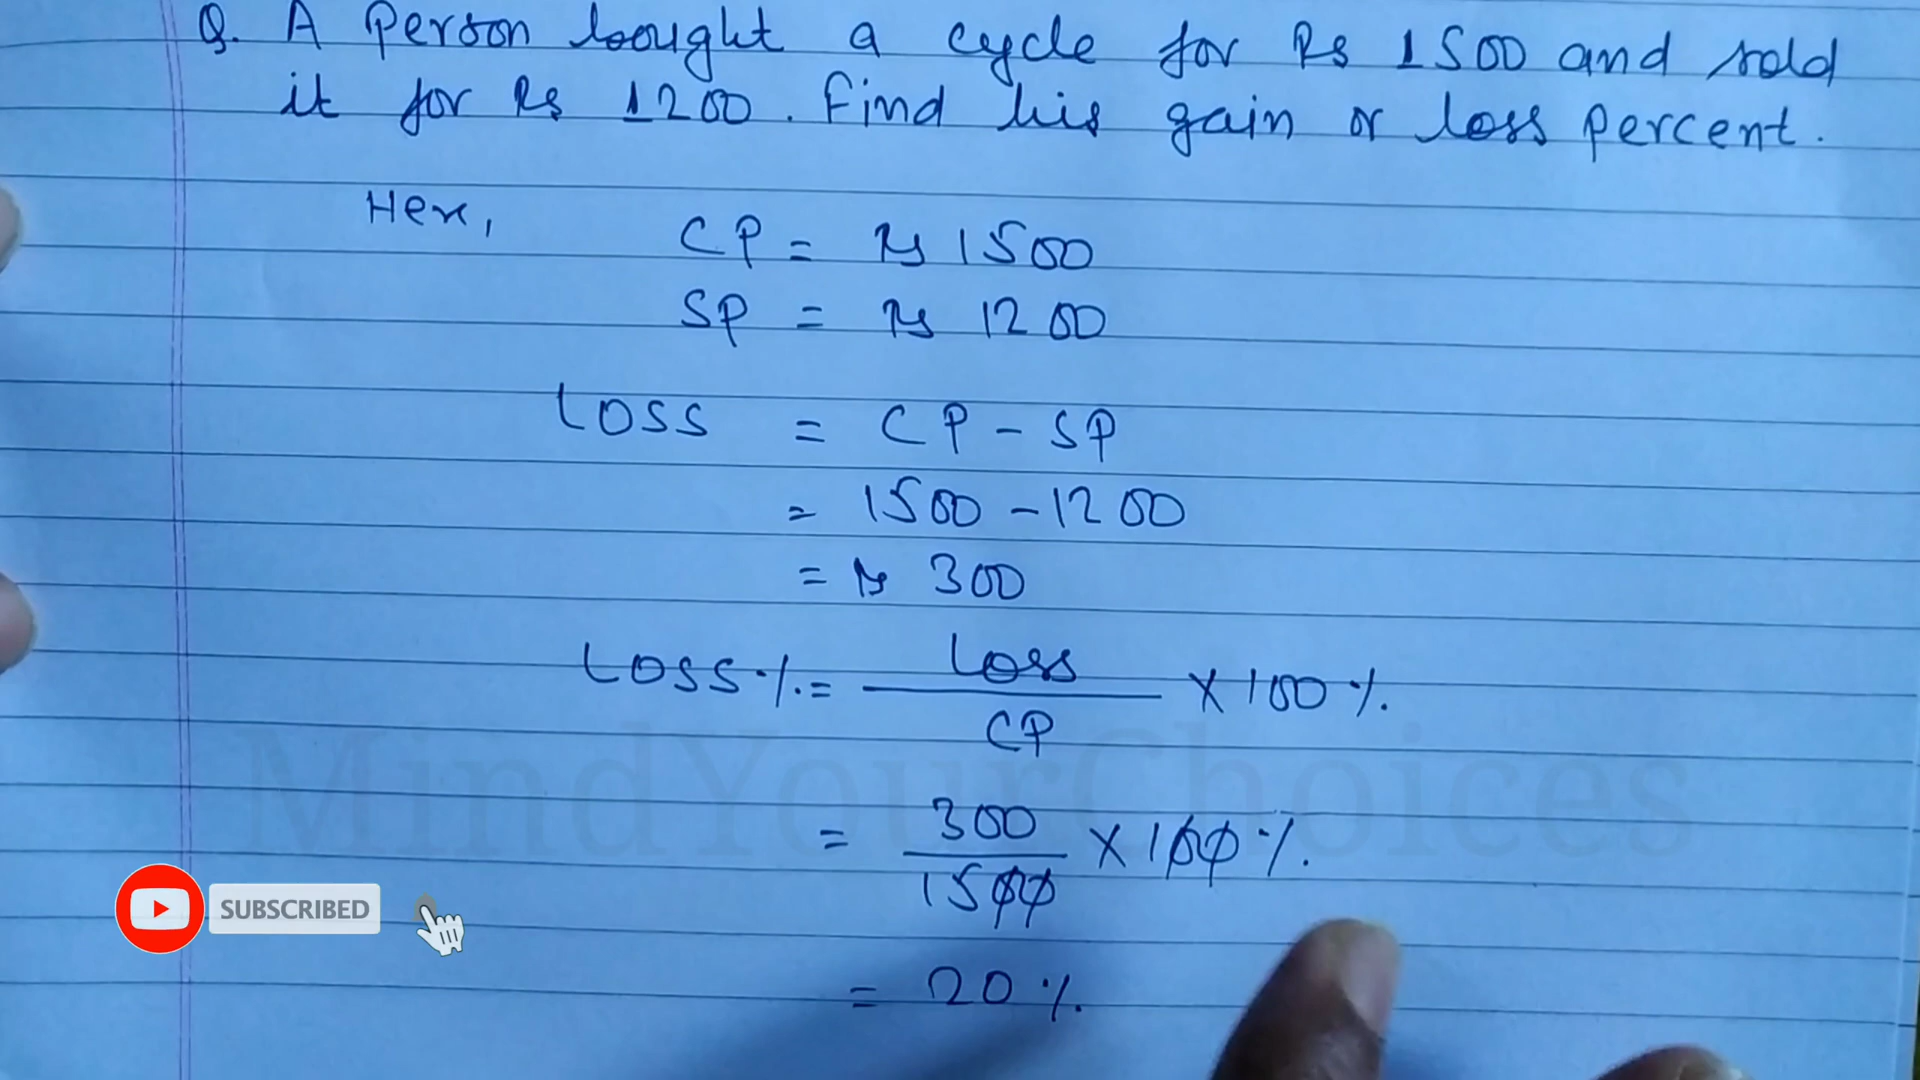 Q. A Person bought a cycle for Rs 1500 and sold
it for Rs 1200. Find his gain or loss percent.
Here,
CP = Rs 1500
SP = Rs 1200
Loss = CP - SP
= 1500 - 1200
= Rs 300
Loss % = Loss / CP × 100 %
MindYourChoices
= 300 / 1500 × 100 %
SUBSCRIBED
= 20 %